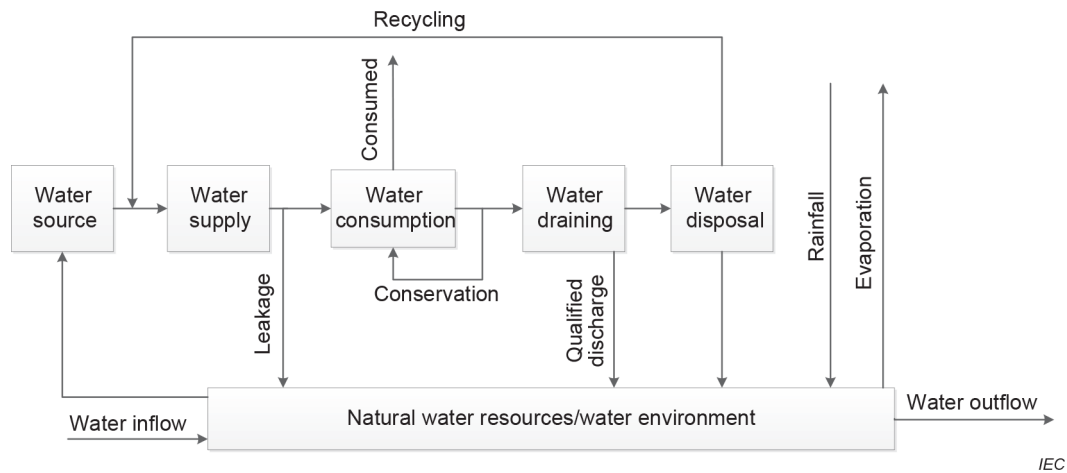 Recycling
Consumed
Water
source
Water
supply
Water
consumption
Water
draining
Water
disposal
Rainfall
Evaporation
Leakage
Conservation
Qualified
discharge
Water inflow
Natural water resources/water environment
Water outflow
IEC